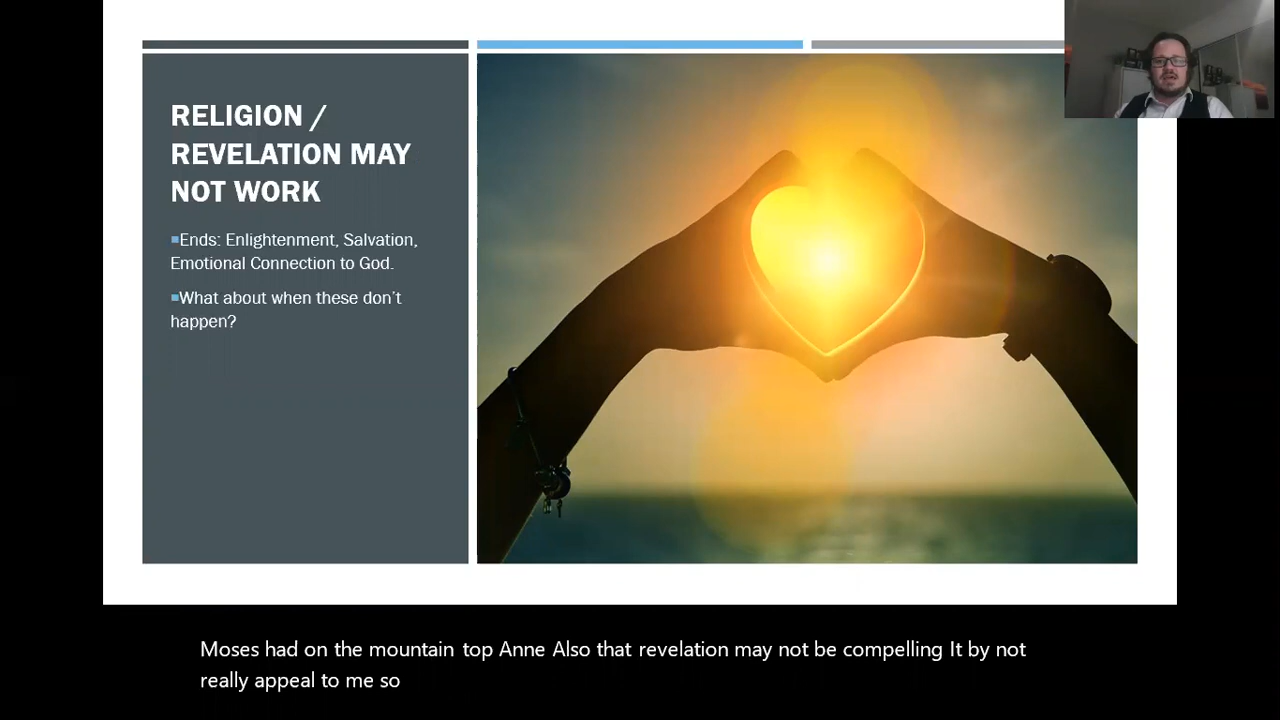 RELIGION /
REVELATION MAY
NOT WORK
Ends: Enlightenment, Salvation,
Emotional Connection to God.
What about when these don't
happen?
Moses had on the mountain top Anne Also that revelation may not be compelling It by not
really appeal to me so